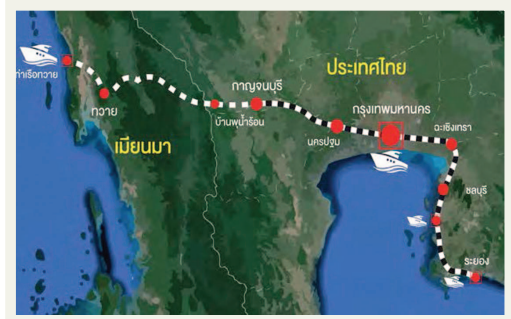 ประเทศไทย
ท่าเรือทวาย
กาญจนบุรี
ทวาย
กรุงเทพมหานคร
บ้านพุน้ำร้อน
ฉะเชิงเทรา
นครปฐม
เมียนมา
ชลบุรี
ระยอง